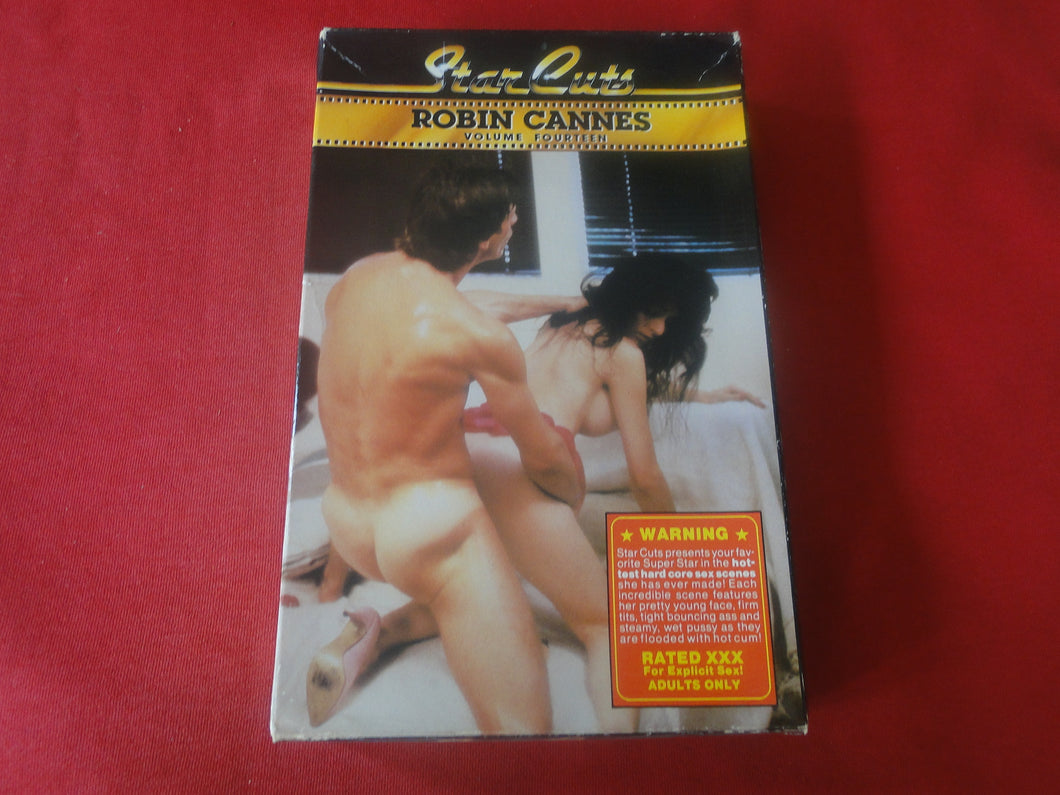 Star Cuts
ROBIN CANNES
VOLUME FOURTEEN
★ WARNING ★
Star Cuts presents your fav-
orite Super Star in the hot-
test hard core sex scenes
she has ever made! Each
incredible scene features
her pretty young face, firm
tits, tight bouncing ass and
steamy, wet pussy as they
are flooded with hot cum!
RATED XXX
For Explicit Sex!
ADULTS ONLY